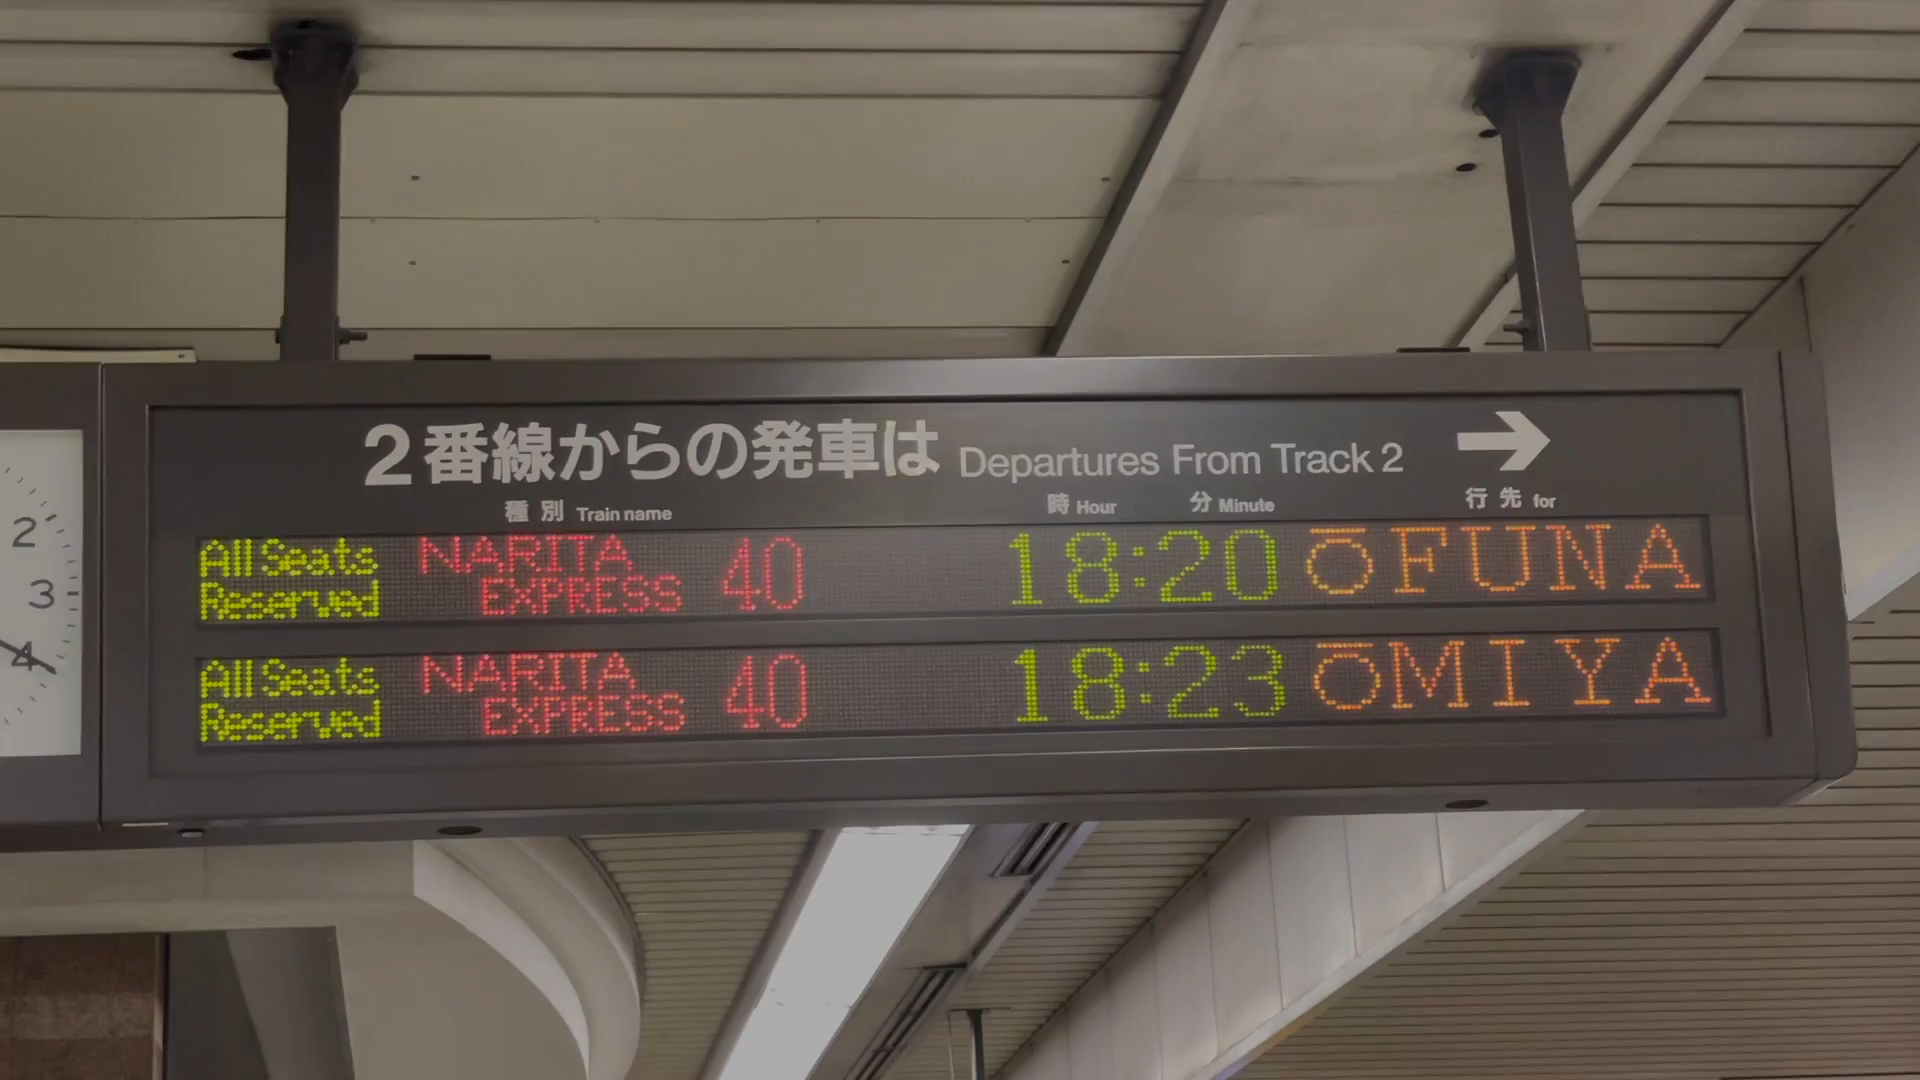 2番線からの発車は Departures From Track 2 →
種別 Train name 時 Hour 分 Minute 行先 for
All Seats Reserved NARITA EXPRESS 40 18:20 ŌFUNA
All Seats Reserved NARITA EXPRESS 40 18:23 ŌMIYA
2
3
4